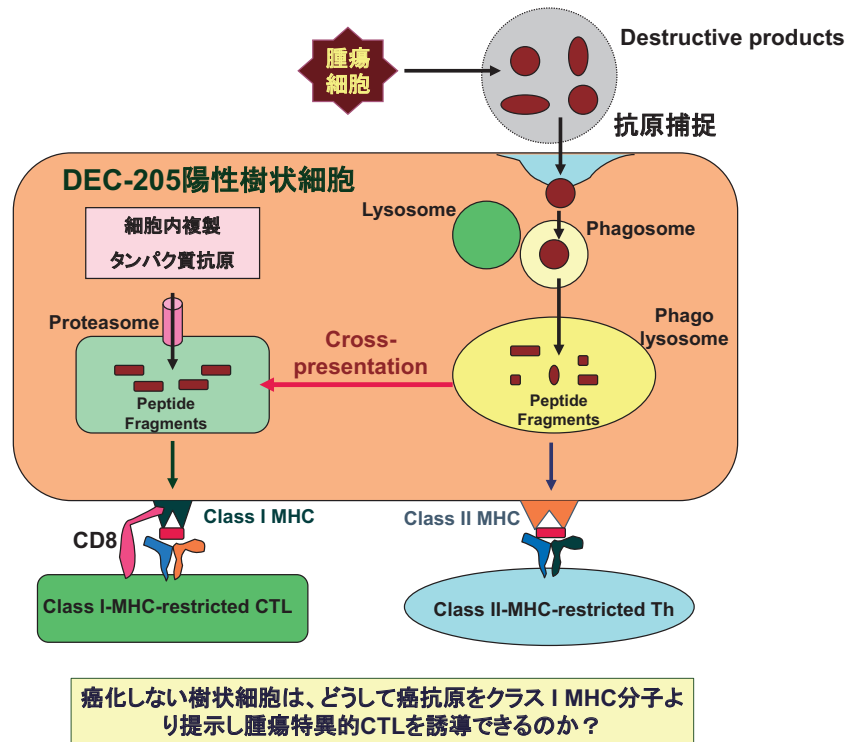 腫瘍
細胞
Destructive products
抗原捕捉
DEC-205陽性樹状細胞
Lysosome
Phagosome
細胞内複製
タンパク質抗原
Proteasome
Phago
lysosome
Cross-
presentation
Peptide
Fragments
Peptide
Fragments
Class I MHC
Class II MHC
CD8
Class I-MHC-restricted CTL
Class II-MHC-restricted Th
癌化しない樹状細胞は、どうして癌抗原をクラス I MHC分子よ
り提示し腫瘍特異的CTLを誘導できるのか？